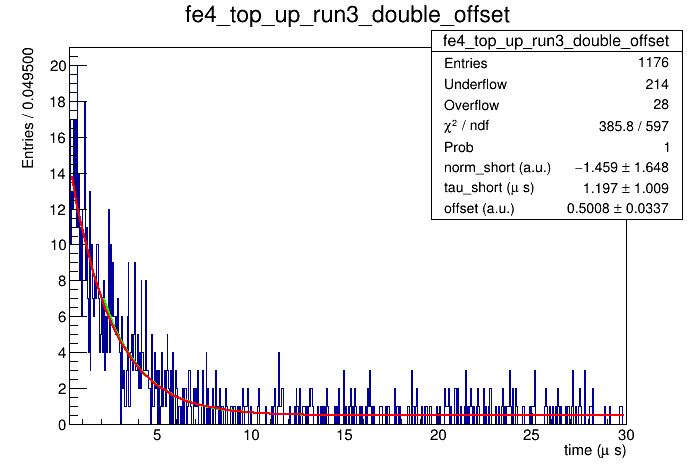 fe4_top_up_run3_double_offset
fe4_top_up_run3_double_offset
Entries 1176
Underflow 214
Overflow 28
χ² / ndf 385.8 / 597
Prob 1
norm_short (a.u.) −1.459 ± 1.648
tau_short (μ s) 1.197 ± 1.009
offset (a.u.) 0.5008 ± 0.0337
Entries / 0.049500
20
18
16
14
12
10
8
6
4
2
0
5 10 15 20 25 30
time (μ s)